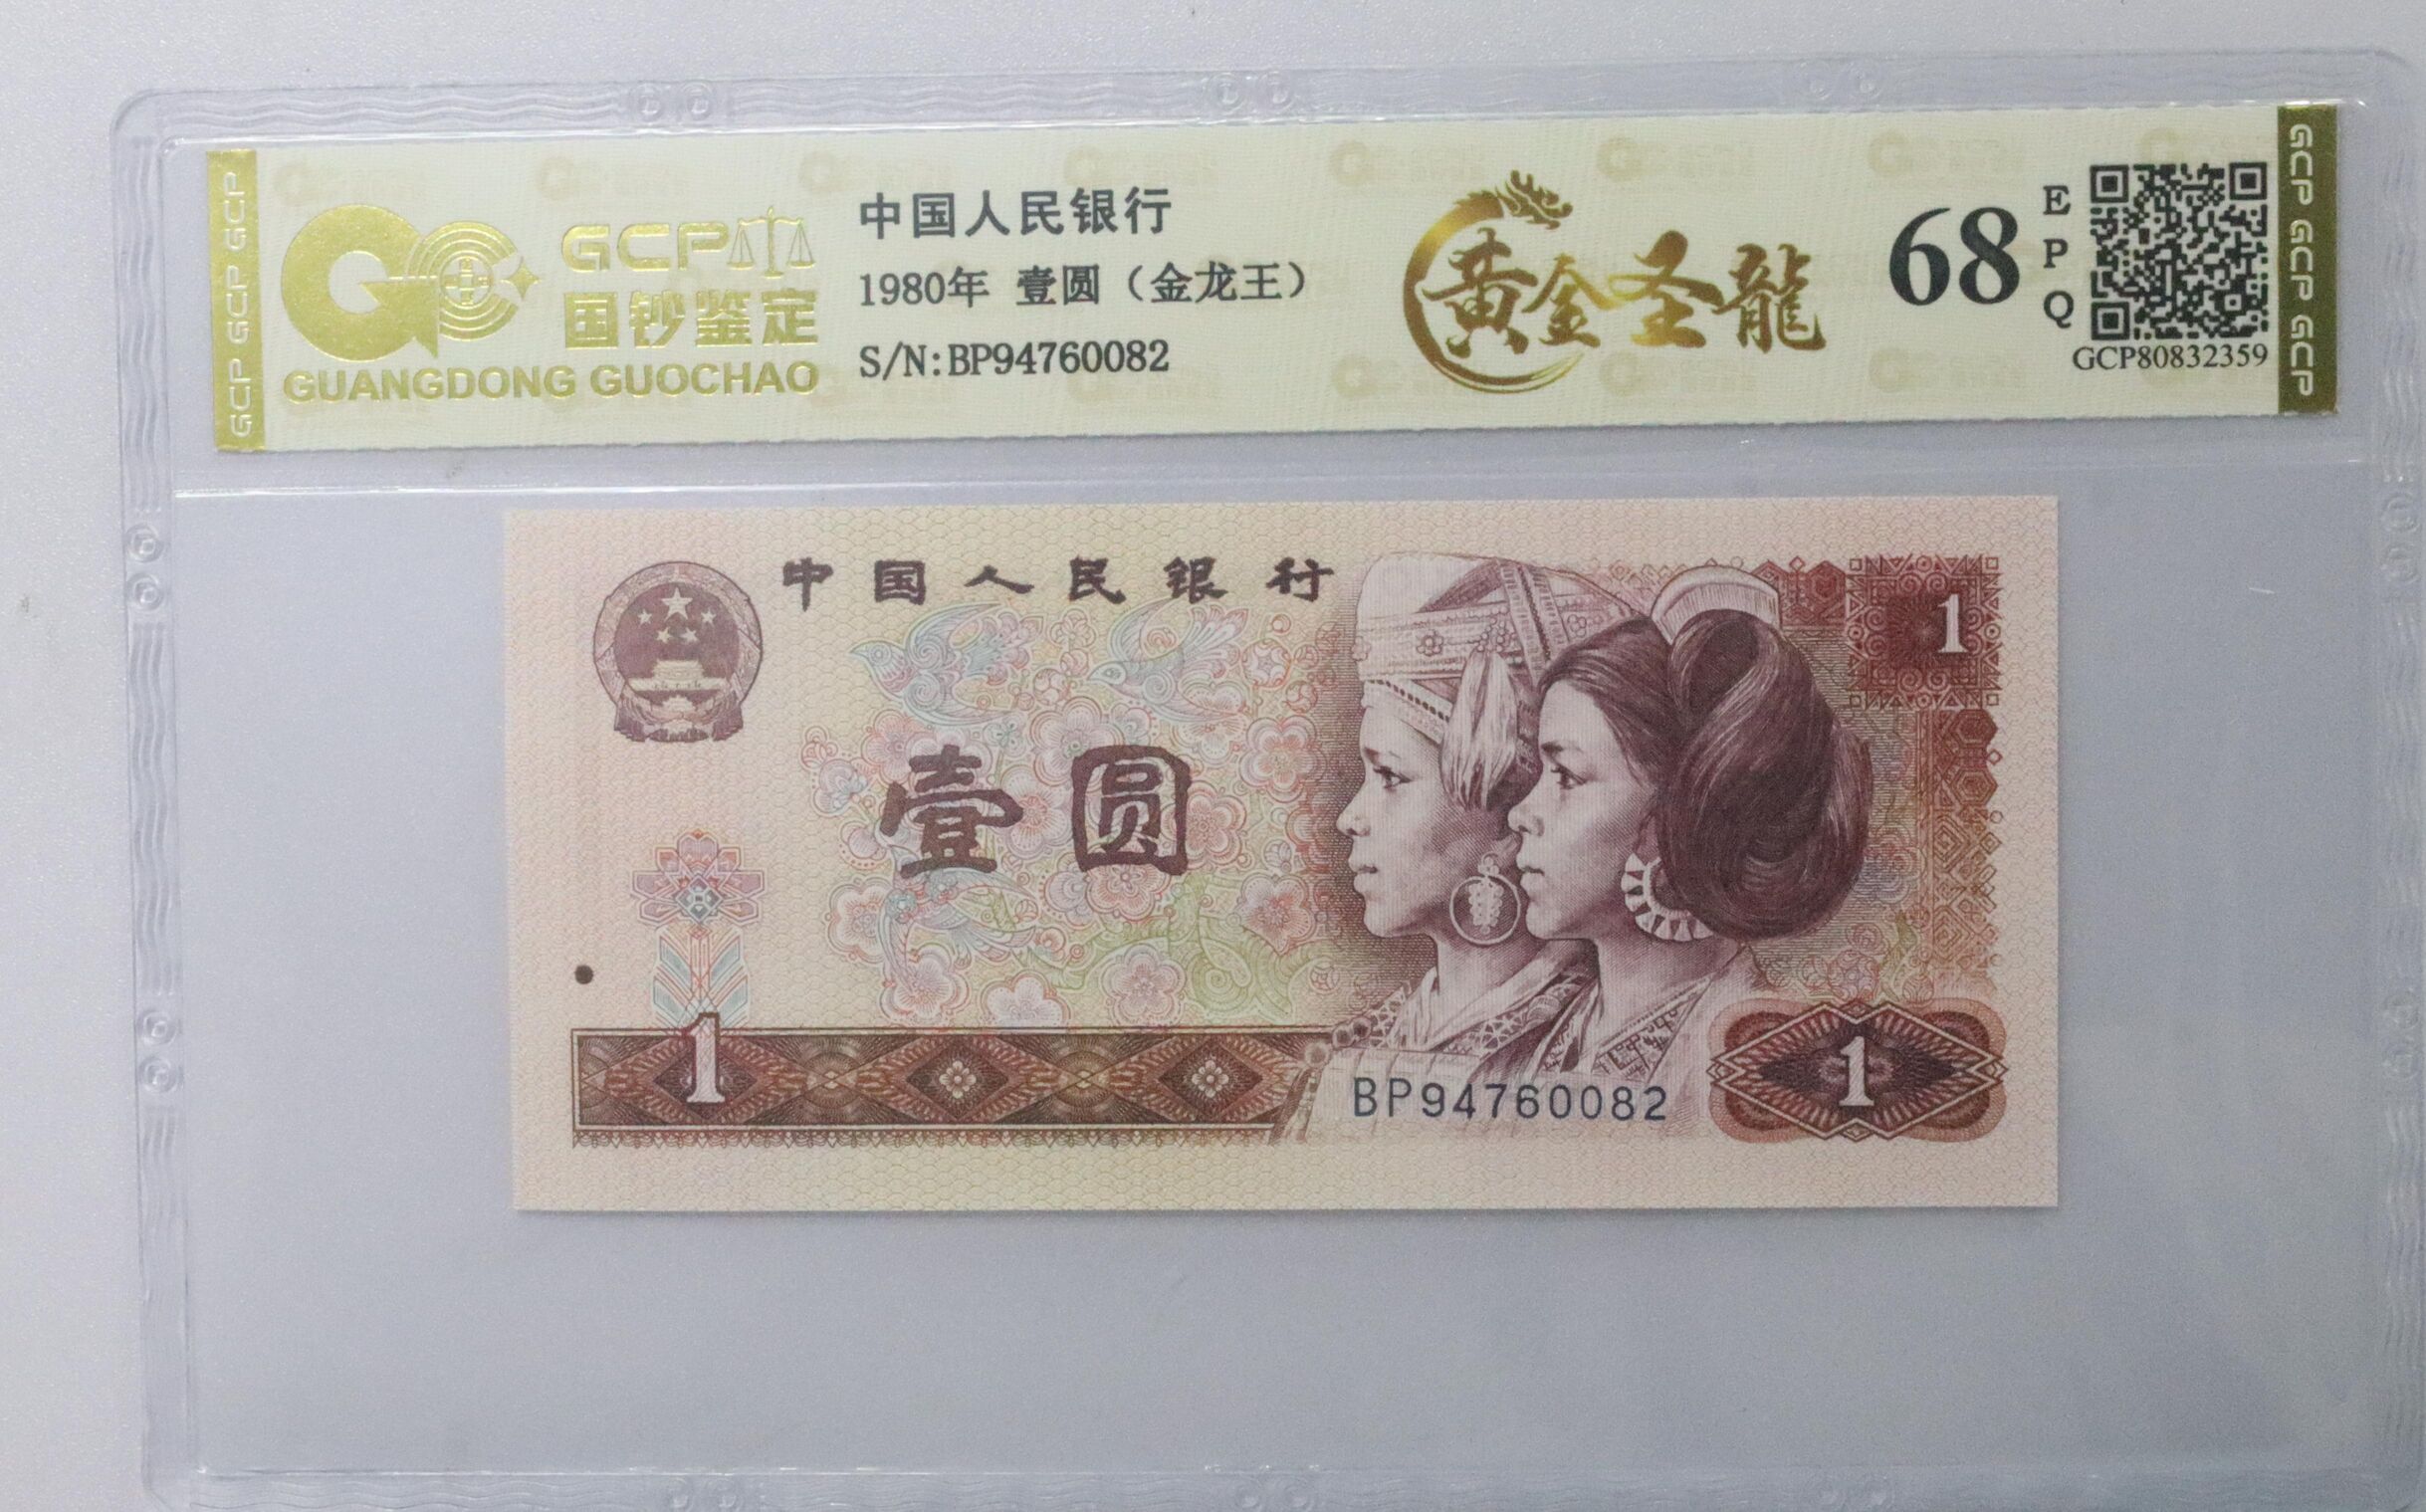 GCP GCP GCP
GCP
国钞鉴定
GUANGDONG GUOCHAO
中国人民银行
1980年 壹圆（金龙王）
S/N:BP94760082
黄金圣龍
68
EPQ
GCP80832359
GCP GCP GCP
中国人民银行
1
壹圆
1
BP94760082
1